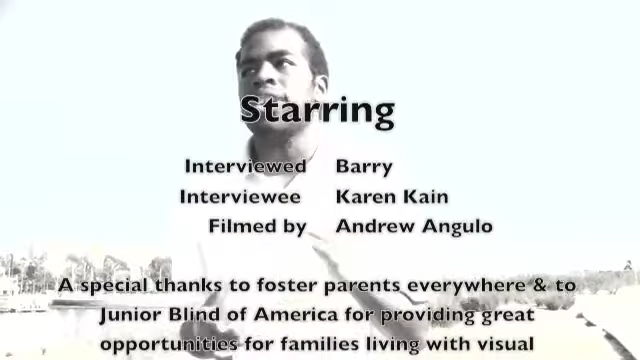 Starring
Interviewed Barry
Interviewee Karen Kain
Filmed by Andrew Angulo
A special thanks to foster parents everywhere & to
Junior Blind of America for providing great
opportunities for families living with visual